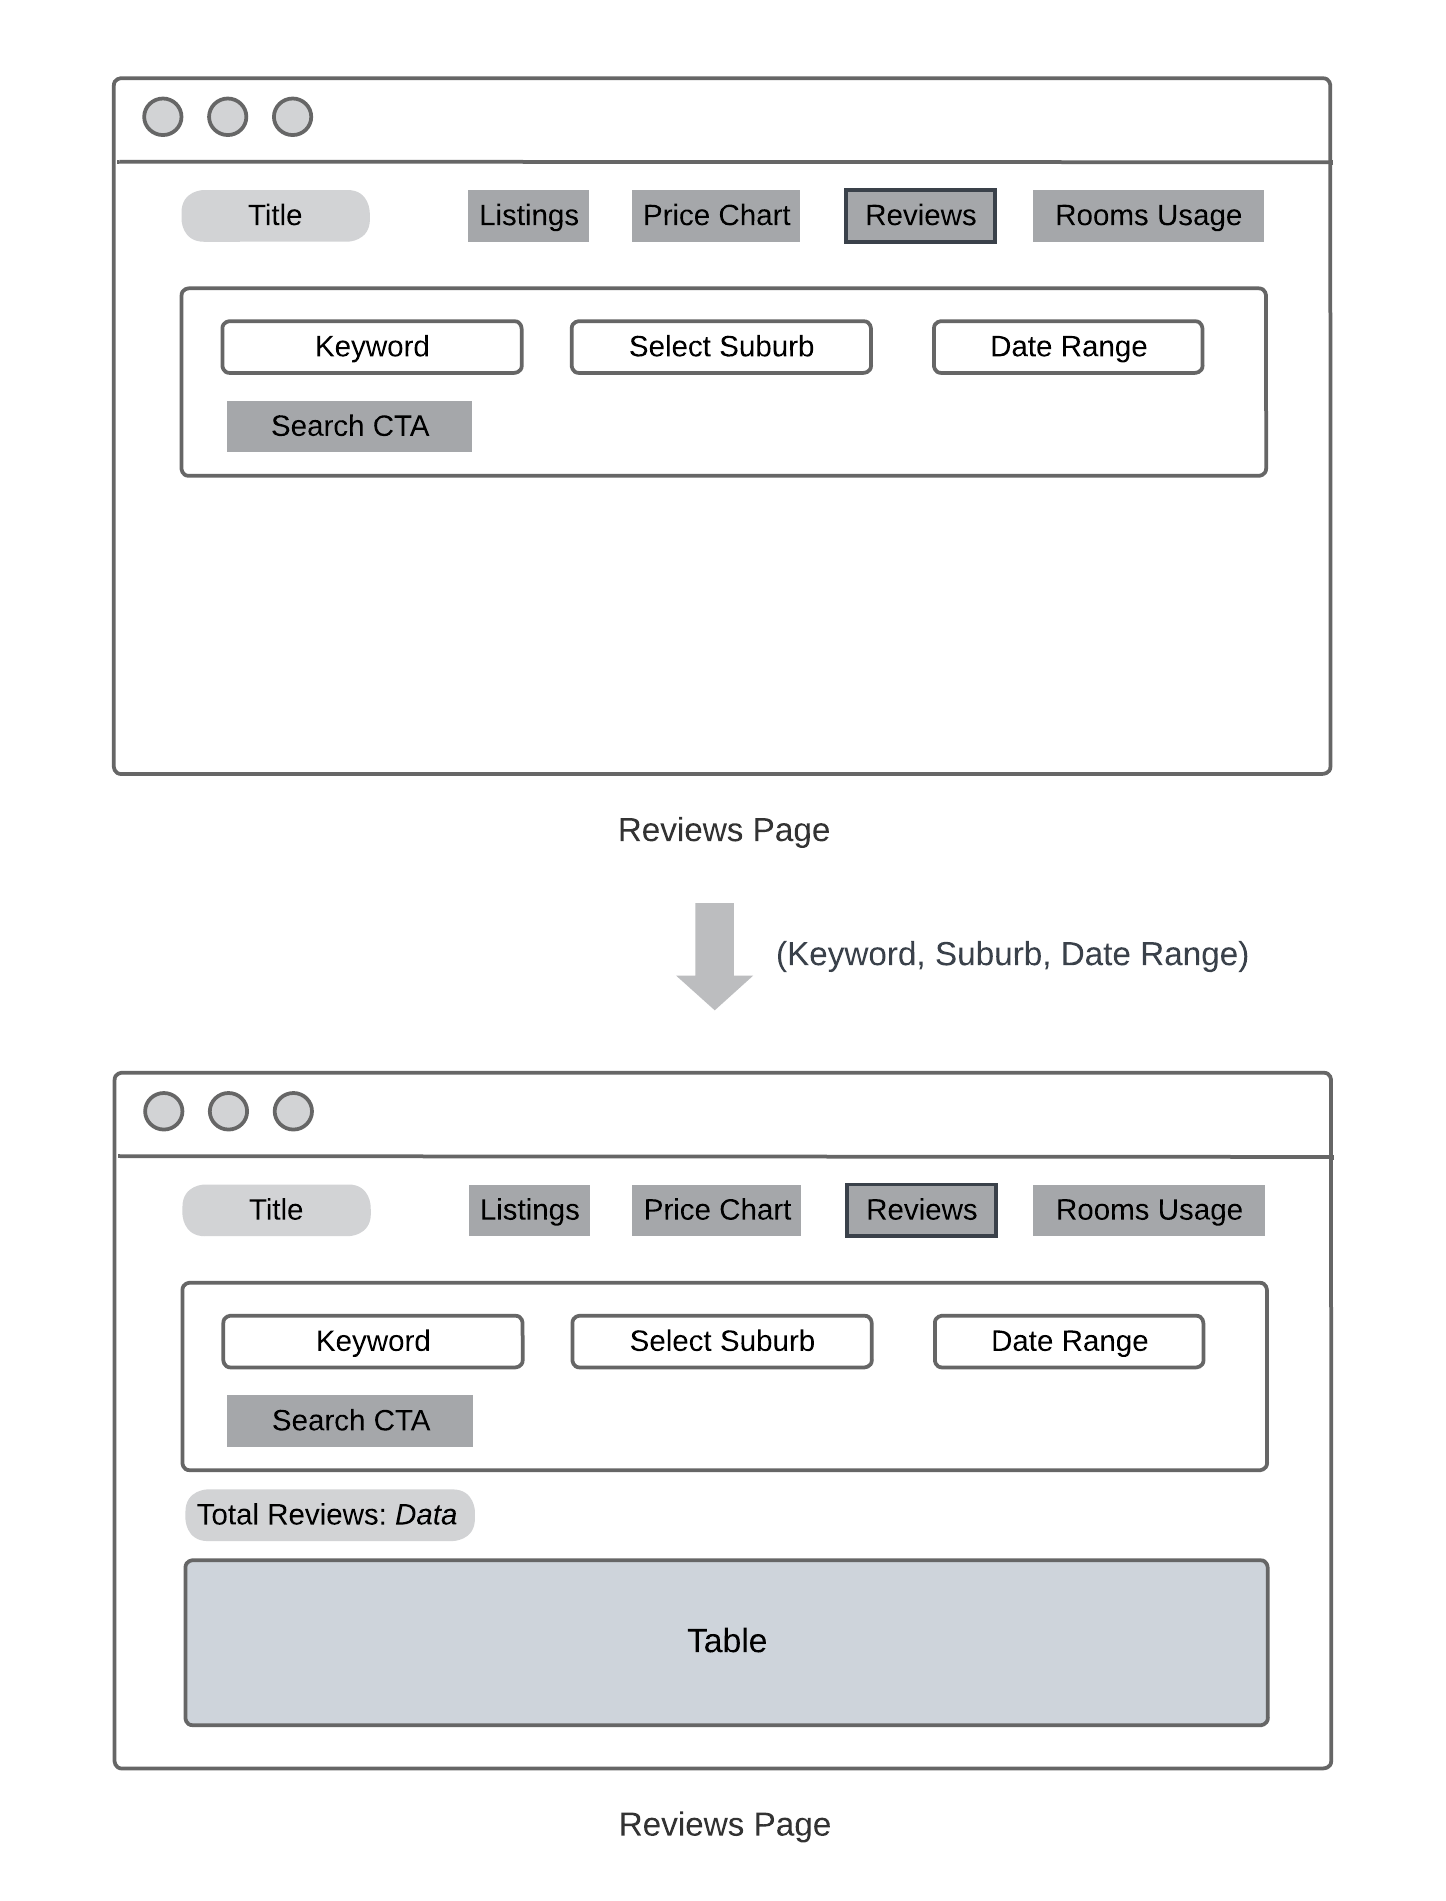 Title Listings Price Chart Reviews Rooms Usage
Keyword Select Suburb Date Range
Search CTA
Reviews Page
(Keyword, Suburb, Date Range)
Title Listings Price Chart Reviews Rooms Usage
Keyword Select Suburb Date Range
Search CTA
Total Reviews: Data
Table
Reviews Page